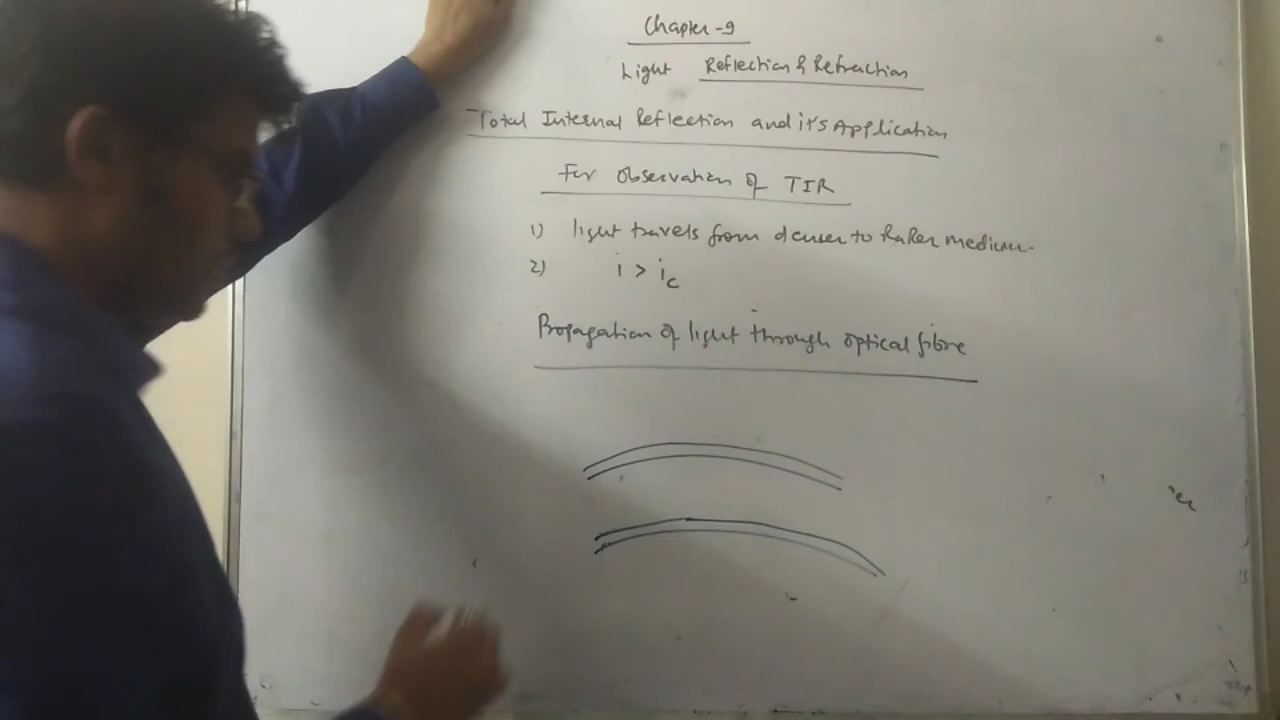 Chapter-9
Light Reflection & Refraction
Total Internal Reflection and it's Application
For Observation of TIR
1) light travels from denser to Rarer medium.
2) i > ic
Propagation of light through optical fibre